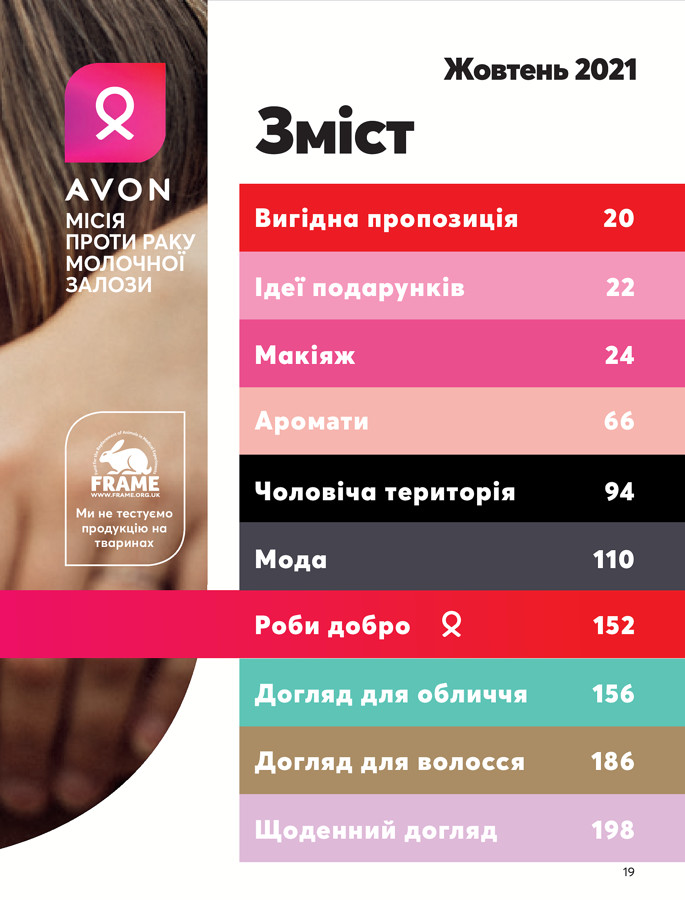 Жовтень 2021
Зміст
AVON
МІСІЯ
ПРОТИ РАКУ
МОЛОЧНОЇ
ЗАЛОЗИ
FRAME
WWW.FRAME.ORG.UK
Ми не тестуємо
продукцію на
тваринах
Вигідна пропозиція 20
Ідеї подарунків 22
Макіяж 24
Аромати 66
Чоловіча територія 94
Мода 110
Роби добро 152
Догляд для обличчя 156
Догляд для волосся 186
Щоденний догляд 198
19